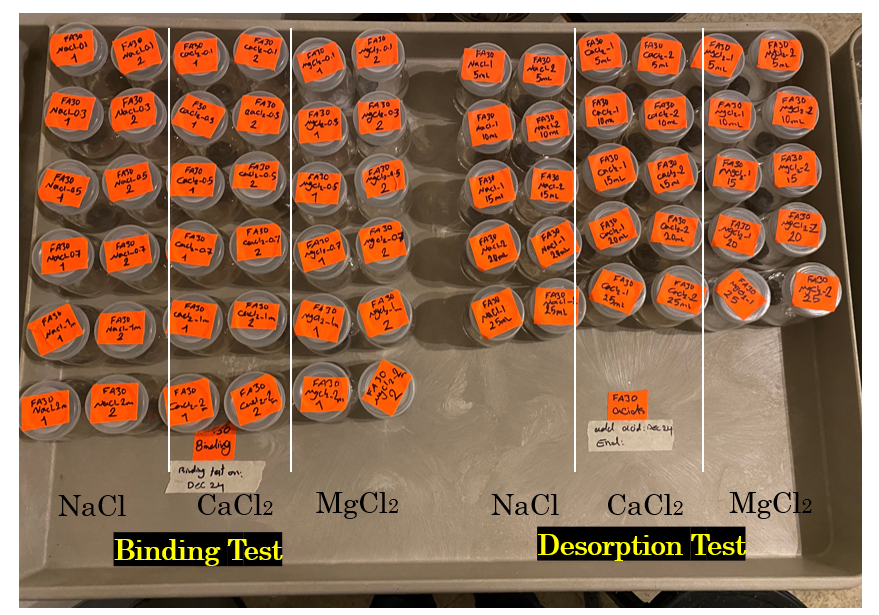 FA30
NaCl-0.1
1
FA30
NaCl-0.1
2
FA30
CaCl2-0.1
1
FA30
CaCl2-0.1
2
FA30
MgCl2-0.1
1
FA30
MgCl2-0.1
2
FA30
NaCl-1
5mL
FA30
NaCl-2
5mL
FA30
CaCl2-1
5mL
FA30
CaCl2-2
5mL
FA30
MgCl2-1
5mL
FA30
MgCl2-2
5mL
FA30
NaCl-0.3
1
FA30
NaCl-0.3
2
FA30
CaCl2-0.3
1
FA30
CaCl2-0.3
2
FA30
MgCl2-0.3
1
FA30
MgCl2-0.3
2
FA30
NaCl-1
10mL
FA30
NaCl-2
10mL
FA30
CaCl2-1
10mL
FA30
CaCl2-2
10mL
FA30
MgCl2-1
10mL
FA30
MgCl2-2
10mL
FA30
NaCl-0.5
1
FA30
NaCl-0.5
2
FA30
CaCl2-0.5
1
FA30
CaCl2-0.5
2
FA30
MgCl2-0.5
1
FA30
MgCl2-0.5
2
FA30
NaCl-1
15mL
FA30
NaCl-2
15mL
FA30
CaCl2-1
15mL
FA30
CaCl2-2
15mL
FA30
MgCl2-1
15
FA30
MgCl2-2
15
FA30
NaCl-0.7
1
FA30
NaCl-0.7
2
FA30
CaCl2-0.7
1
FA30
CaCl2-0.7
2
FA30
MgCl2-0.7
1
FA30
MgCl2-0.7
2
FA30
NaCl-2
20mL
FA30
NaCl-1
20mL
FA30
CaCl2-1
20mL
FA30
CaCl2-2
20mL
FA30
MgCl2-1
20
FA30
MgCl2-2
20
FA30
NaCl-1m
1
FA30
NaCl-1m
2
FA30
CaCl2-1m
1
FA30
CaCl2-1m
2
FA30
MgCl2-1m
1
FA30
MgCl2-1m
2
FA30
NaCl-1
25mL
FA30
NaCl-2
25mL
FA30
CaCl2-1
25mL
FA30
CaCl2-2
25mL
FA30
MgCl2-1
25
FA30
MgCl2-2
25
FA30
NaCl2m
1
FA30
NaCl2m
2
FA30
CaCl2-2m
1
FA30
CaCl2-2m
2
FA30
MgCl2-2m
1
FA30
MgCl2-2m
2
Binding
Binding test on:
DEC 24
FA30
acids
add acid: Dec 24
End:
NaCl
CaCl2
MgCl2
NaCl
CaCl2
MgCl2
Binding Test
Desorption Test